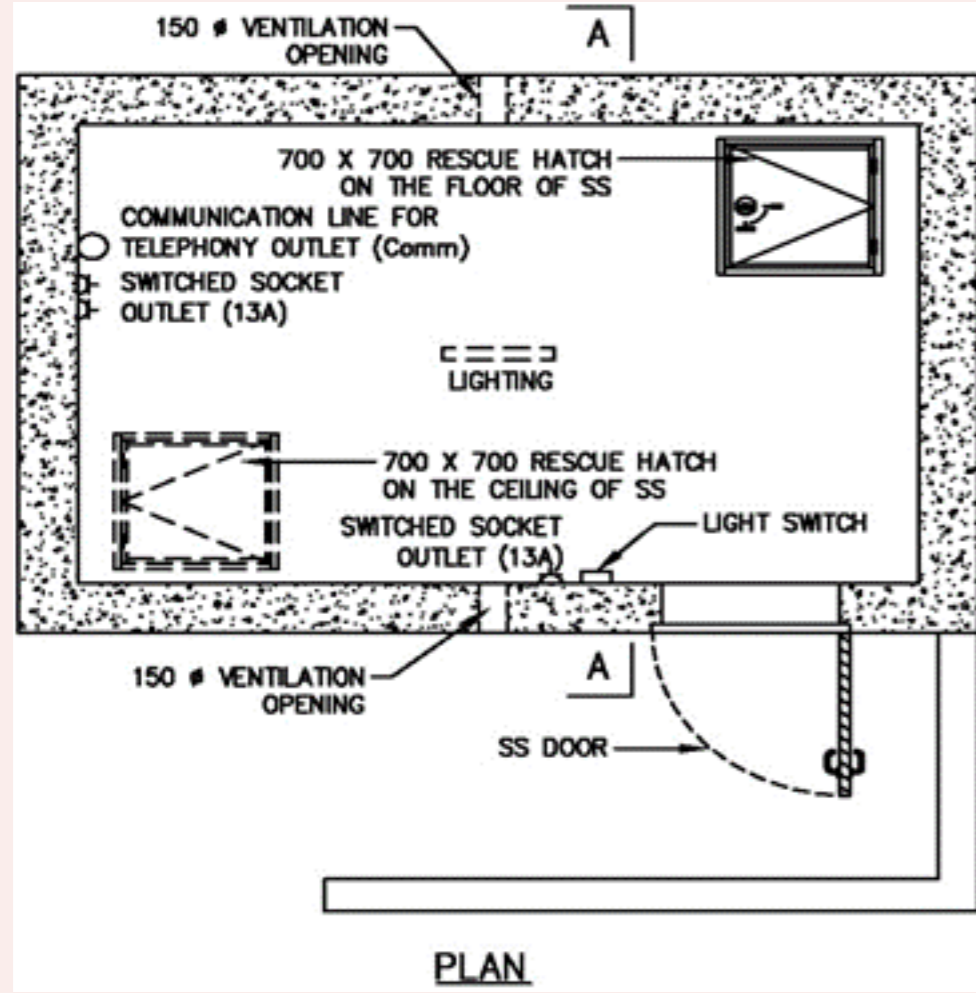 150 ø VENTILATION
OPENING
A
700 X 700 RESCUE HATCH
ON THE FLOOR OF SS
COMMUNICATION LINE FOR
TELEPHONY OUTLET (Comm)
SWITCHED SOCKET
OUTLET (13A)
LIGHTING
700 X 700 RESCUE HATCH
ON THE CEILING OF SS
SWITCHED SOCKET
OUTLET (13A)
LIGHT SWITCH
150 ø VENTILATION
OPENING
A
SS DOOR
PLAN